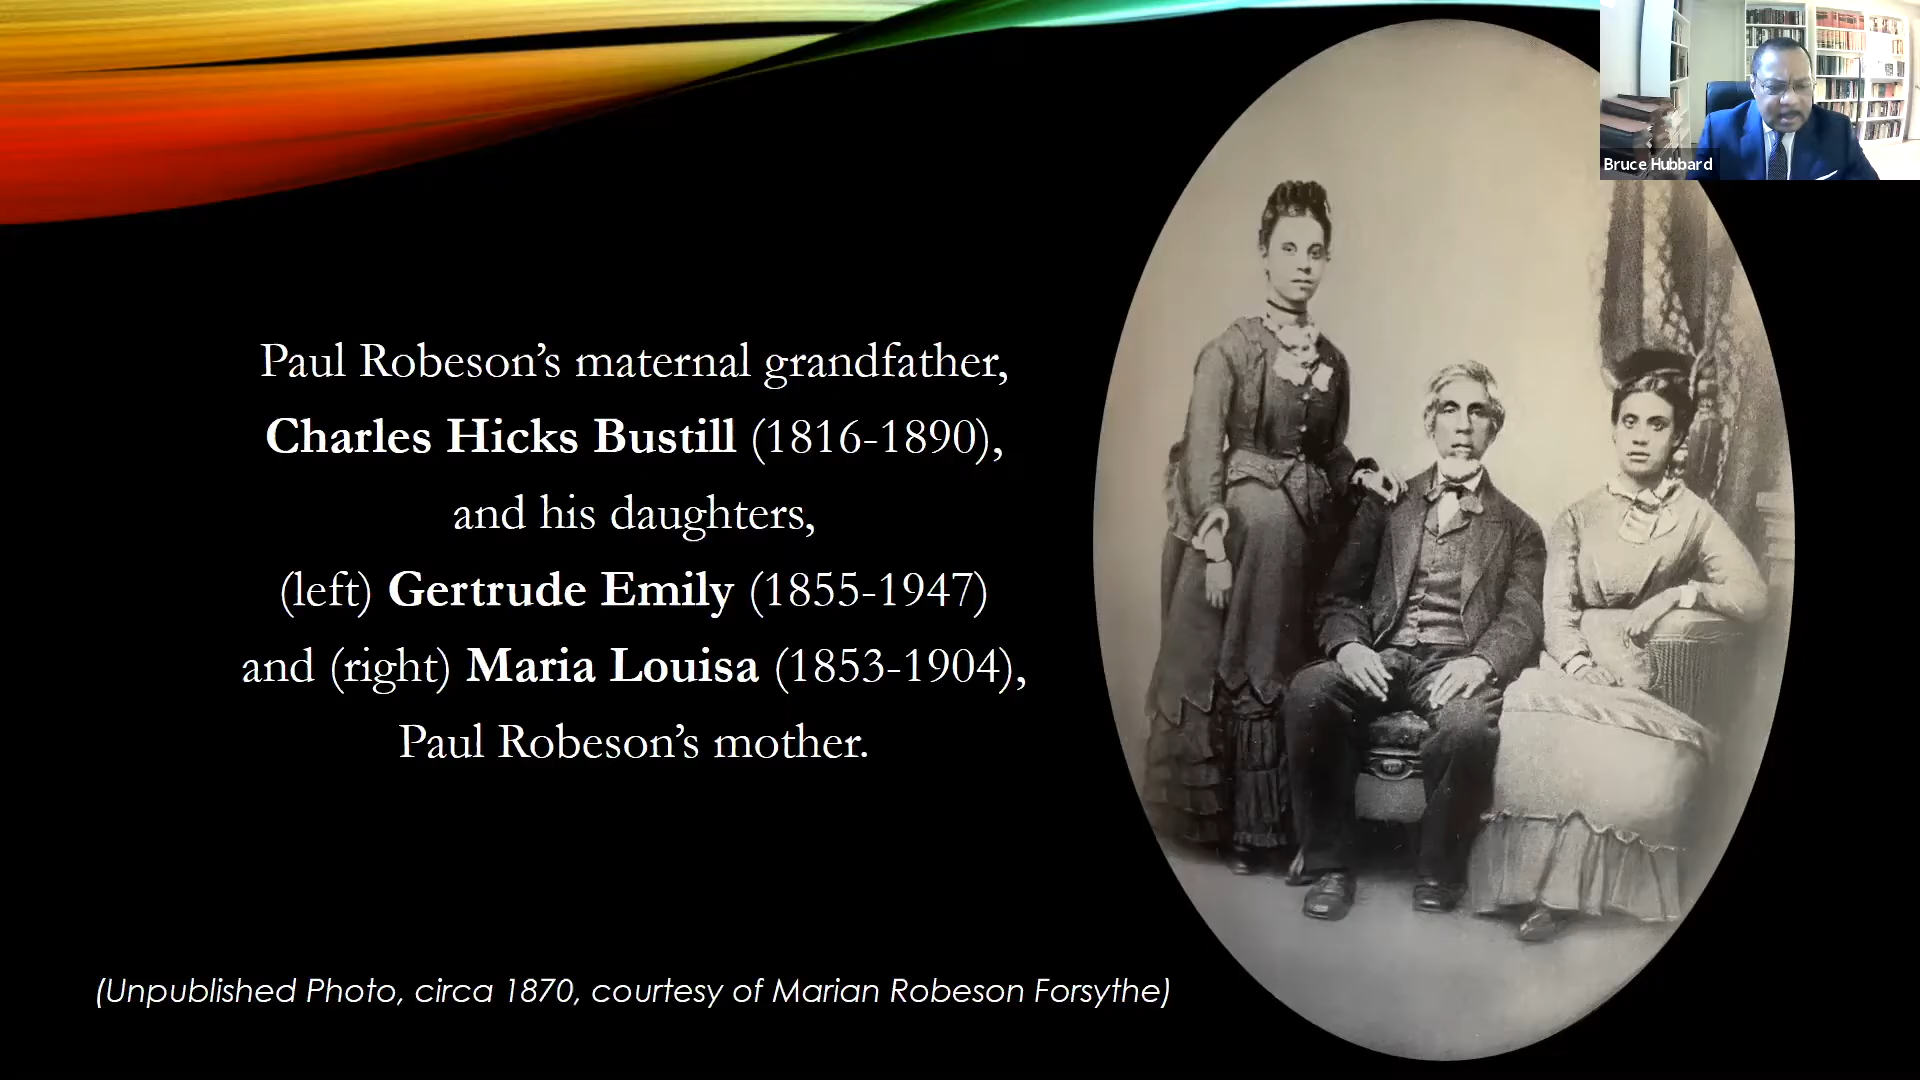 Bruce Hubbard
Paul Robeson’s maternal grandfather,
Charles Hicks Bustill (1816-1890),
and his daughters,
(left) Gertrude Emily (1855-1947)
and (right) Maria Louisa (1853-1904),
Paul Robeson’s mother.
(Unpublished Photo, circa 1870, courtesy of Marian Robeson Forsythe)